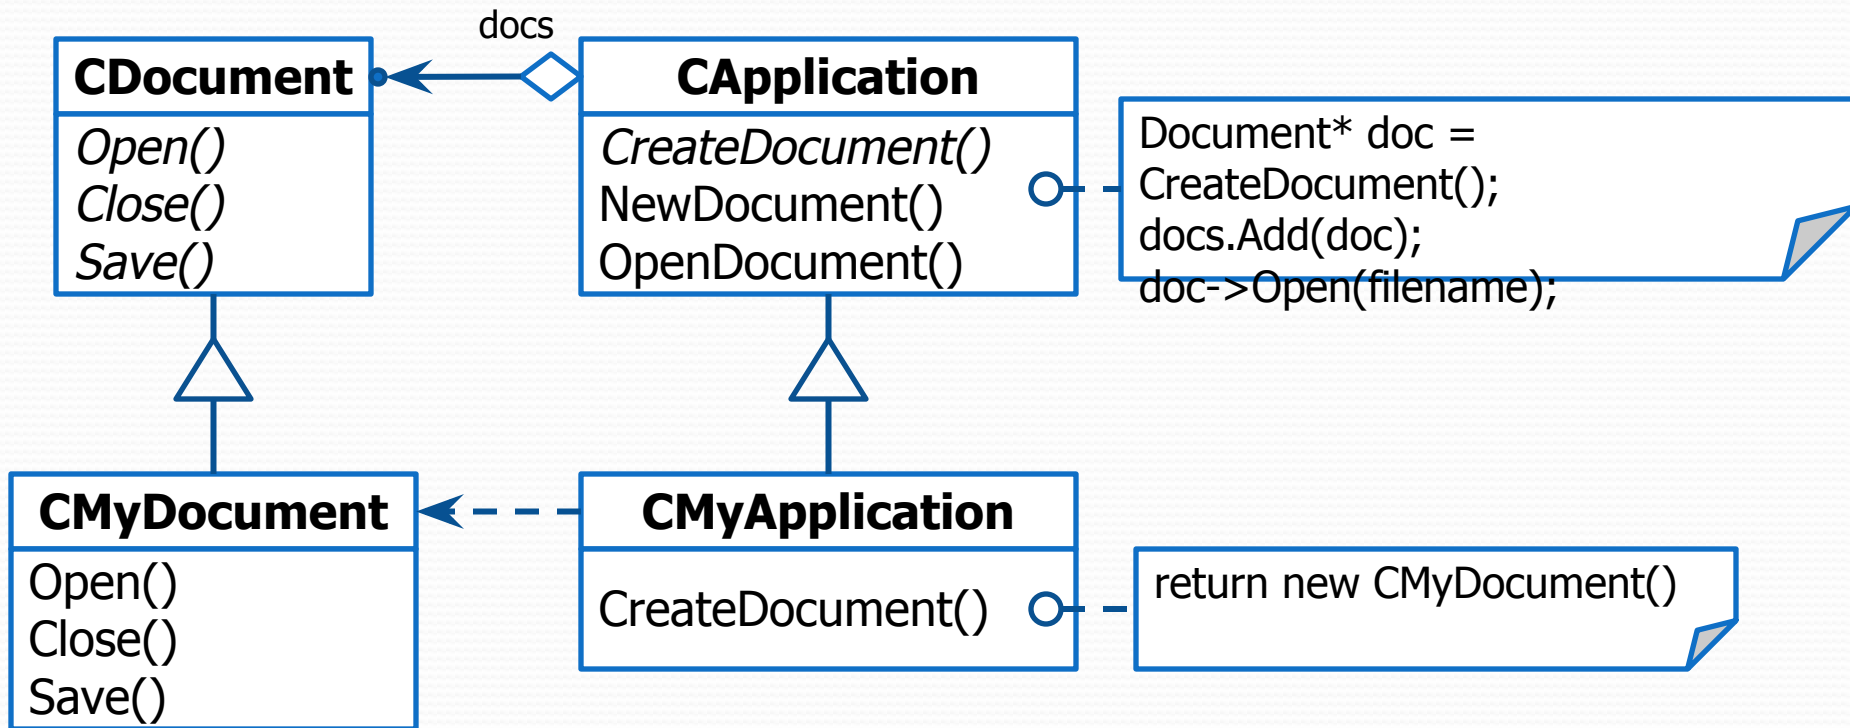 docs
CDocument
Open()
Close()
Save()
CApplication
CreateDocument()
NewDocument()
OpenDocument()
Document* doc =
CreateDocument();
docs.Add(doc);
doc->Open(filename);
CMyDocument
Open()
Close()
Save()
CMyApplication
CreateDocument()
return new CMyDocument()